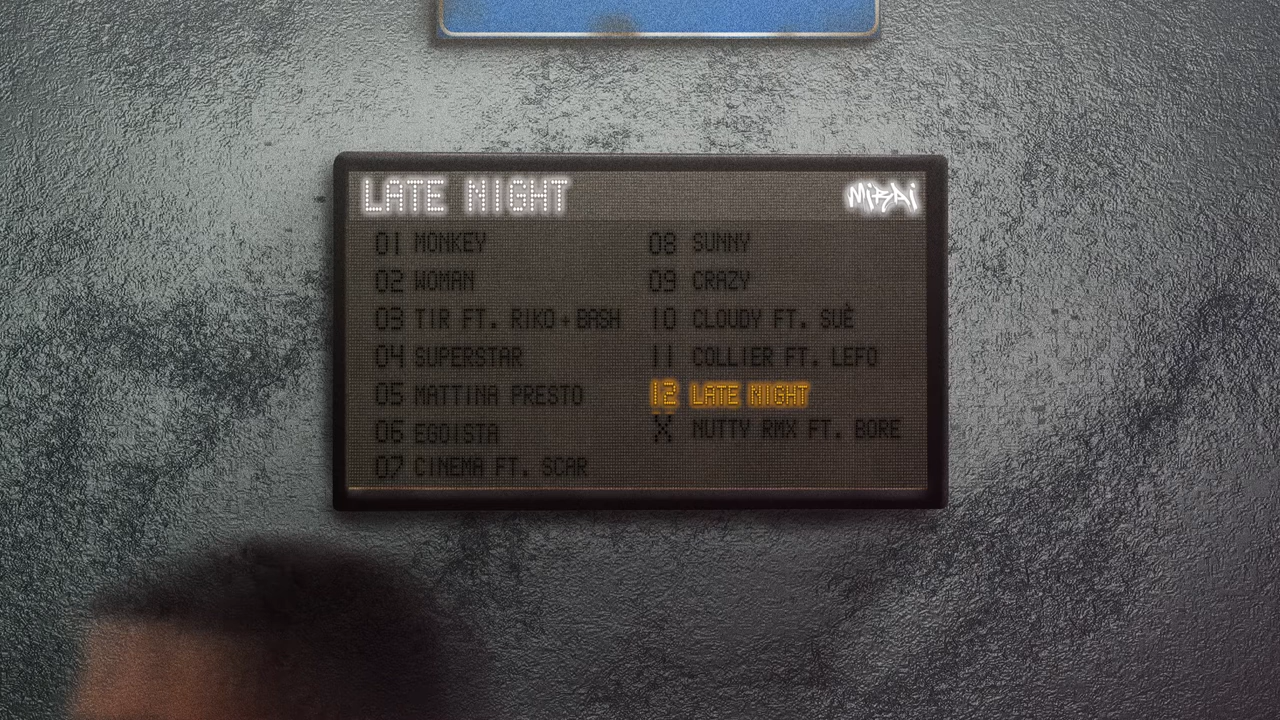 LATE NIGHT
MiRAi
01 MONKEY
02 WOMAN
03 TIR FT. RIKO + BASH
04 SUPERSTAR
05 MATTINA PRESTO
06 EGOISTA
07 CINEMA FT. SCAR
08 SUNNY
09 CRAZY
10 CLOUDY FT. SUÈ
11 COLLIER FT. LEFO
12 LATE NIGHT
X NUTTY RMX FT. BORE